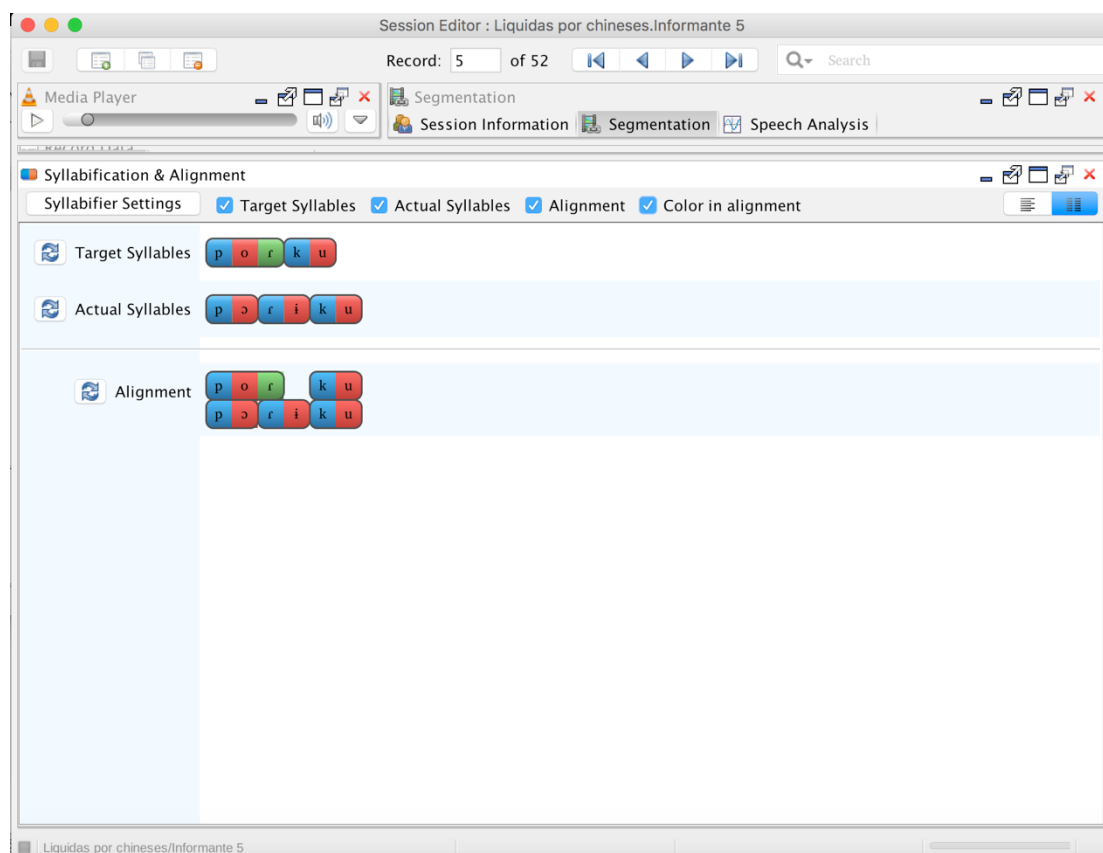 Session Editor : Liquidas por chineses.Informante 5
Record: 5 of 52 Search
Media Player
Segmentation
Session Information Segmentation Speech Analysis
Record Data
Syllabification & Alignment
Syllabifier Settings Target Syllables Actual Syllables Alignment Color in alignment
Target Syllables p o ɾ k u
Actual Syllables p ɔ ɾ ɨ k u
Alignment p o ɾ k u
p ɔ ɾ ɨ k u
Liquidas por chineses/Informante 5